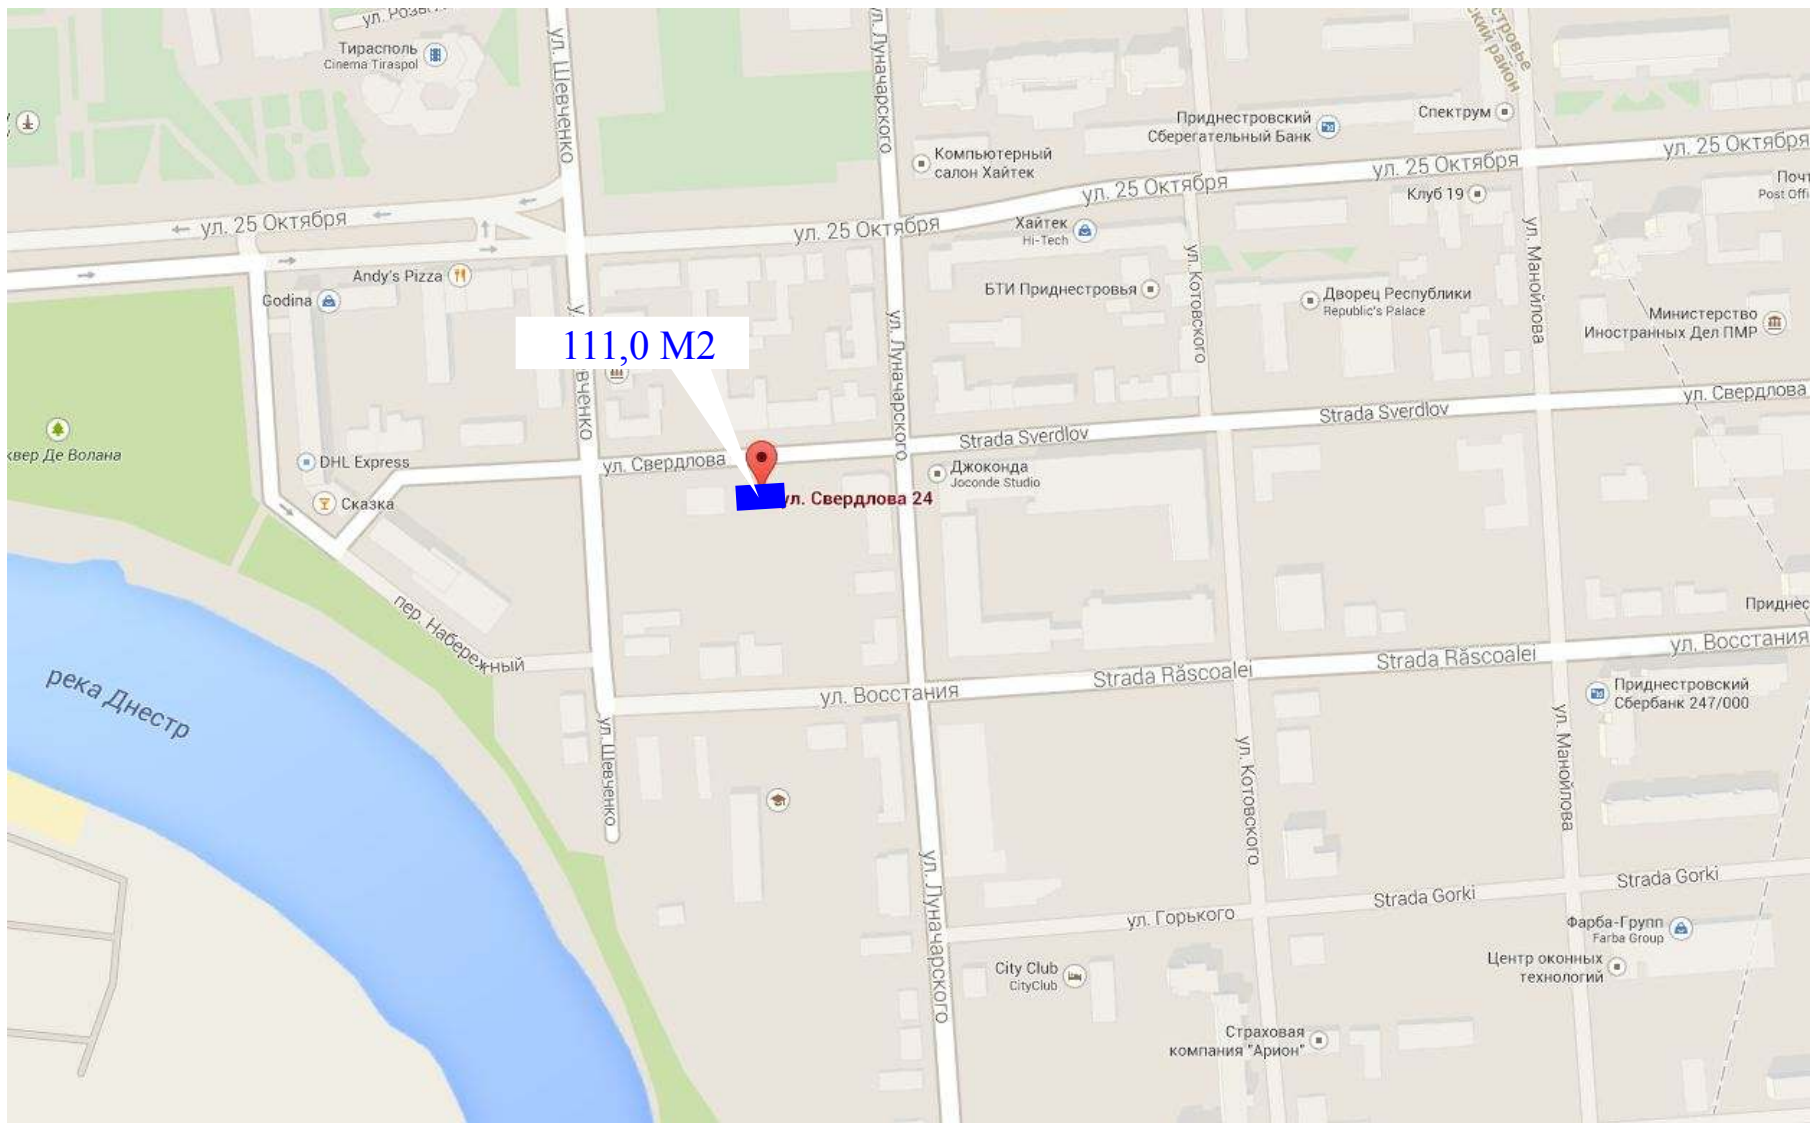 ул. Розы
Тирасполь
Cinema Tiraspol
ул. Шевченко
ул. Луначарского
Приднестровский
Сберегательный Банк
Спектрум
Компьютерный
салон Хайтек
ул. 25 Октября
ул. 25 Октября
ул. 25 Октября
ул. 25 Октября
ул. 25 Октября
Клуб 19
Почт
Post Offi
Хайтек
Hi-Tech
Andy's Pizza
Godina
БТИ Приднестровья
ул. Котовского
Дворец Республики
Republic's Palace
ул. Манойлова
Министерство
Иностранных Дел ПМР
111,0 М2
вченко
ул. Луначарского
Strada Sverdlov
Strada Sverdlov
ул. Свердлова
квер Де Волана
DHL Express
Сказка
ул. Свердлова
ул. Свердлова 24
Джоконда
Joconde Studio
пер. Набережный
Приднес
река Днестр
ул. Восстания
Strada Răscoalei
Strada Răscoalei
ул. Восстания
Приднестровский
Сбербанк 247/000
ул. Шевченко
ул. Котовского
ул. Манойлова
ул. Луначарского
ул. Горького
Strada Gorki
Strada Gorki
Фарба-Групп
Farba Group
Центр оконных
технологий
City Club
CityClub
Страховая
компания "Арион"